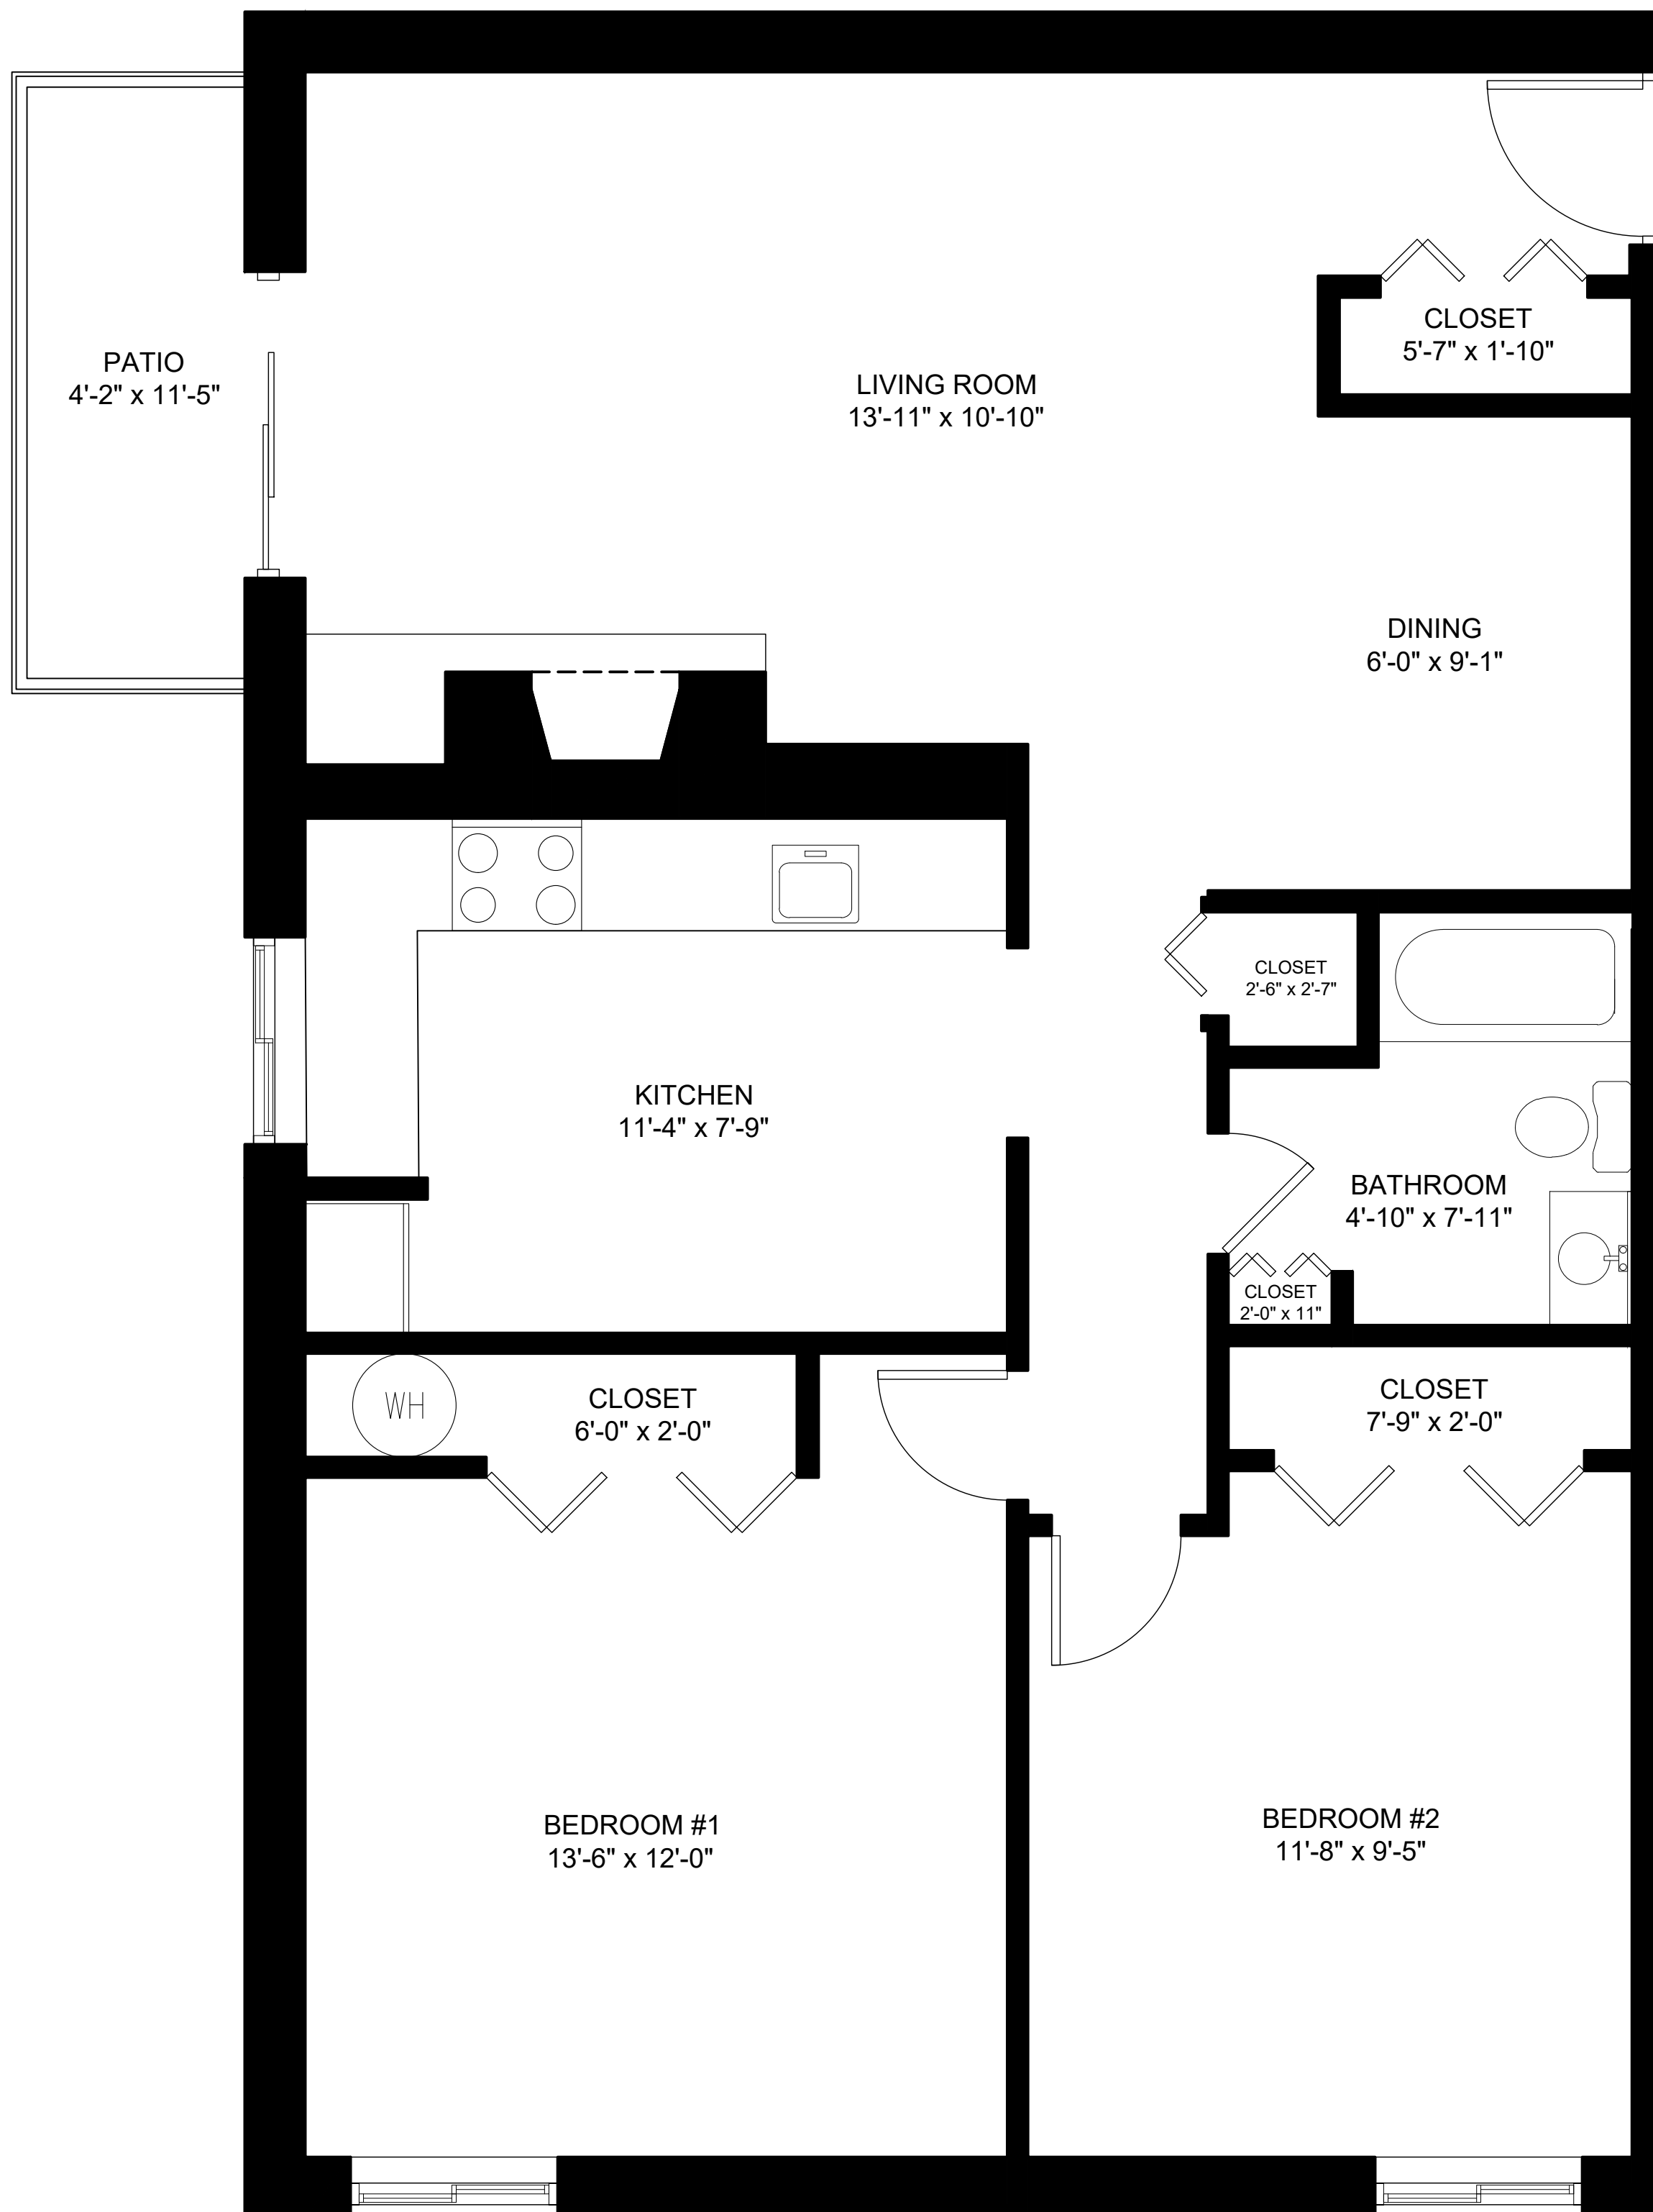 CLOSET
5'-7" x 1'-10"
PATIO
4'-2" x 11'-5"
LIVING ROOM
13'-11" x 10'-10"
DINING
6'-0" x 9'-1"
CLOSET
2'-6" x 2'-7"
KITCHEN
11'-4" x 7'-9"
BATHROOM
4'-10" x 7'-11"
CLOSET
2'-0" x 11"
WH
CLOSET
6'-0" x 2'-0"
CLOSET
7'-9" x 2'-0"
BEDROOM #1
13'-6" x 12'-0"
BEDROOM #2
11'-8" x 9'-5"